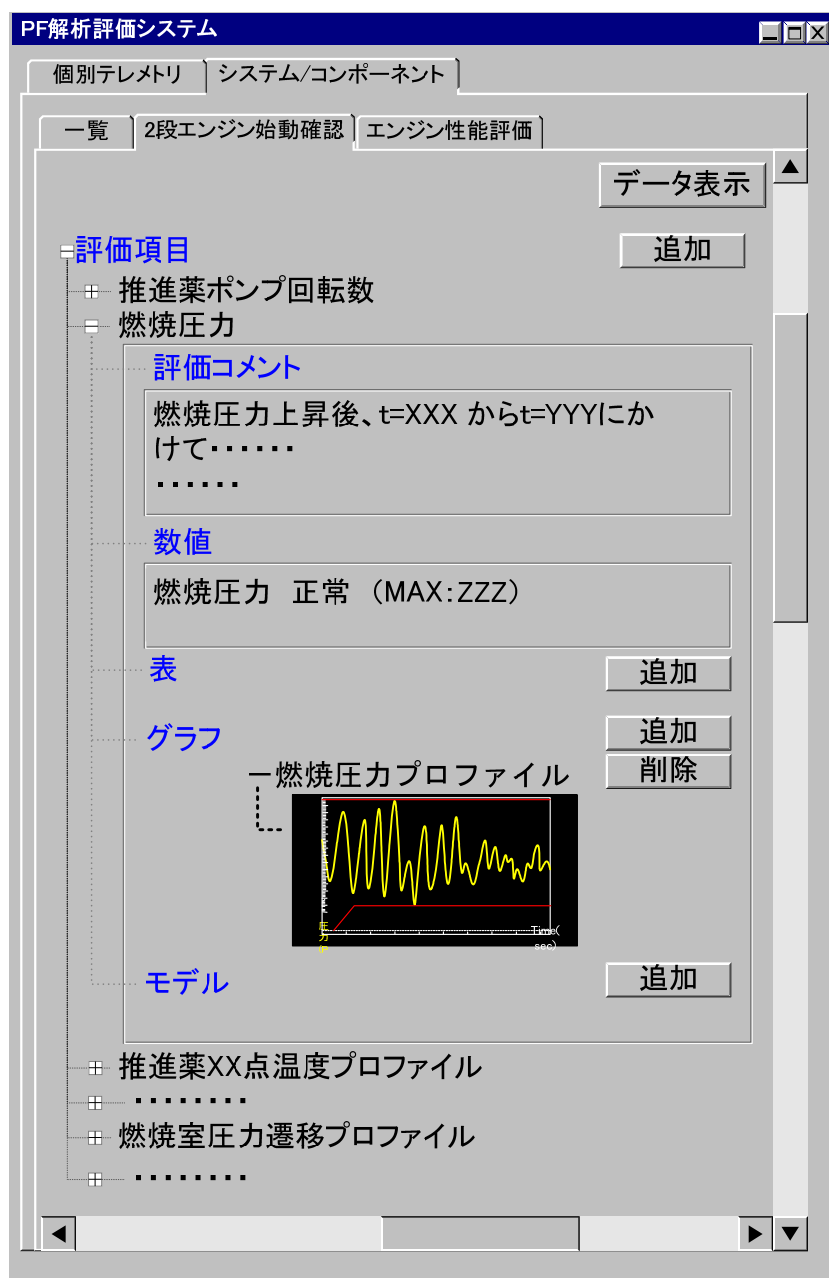 PF解析評価システム
個別テレメトリ
システム/コンポーネント
一覧
2段エンジン始動確認
エンジン性能評価
データ表示
評価項目
追加
推進薬ポンプ回転数
燃焼圧力
評価コメント
燃焼圧力上昇後、t=XXX からt=YYYにか
けて・・・・・・
・・・・・・
数値
燃焼圧力 正常 （MAX：ZZZ）
表
追加
グラフ
追加
削除
燃焼圧力プロファイル
圧
力
Time(
sec)
モデル
追加
推進薬XX点温度プロファイル
・・・・・・・・
燃焼室圧力遷移プロファイル
・・・・・・・・